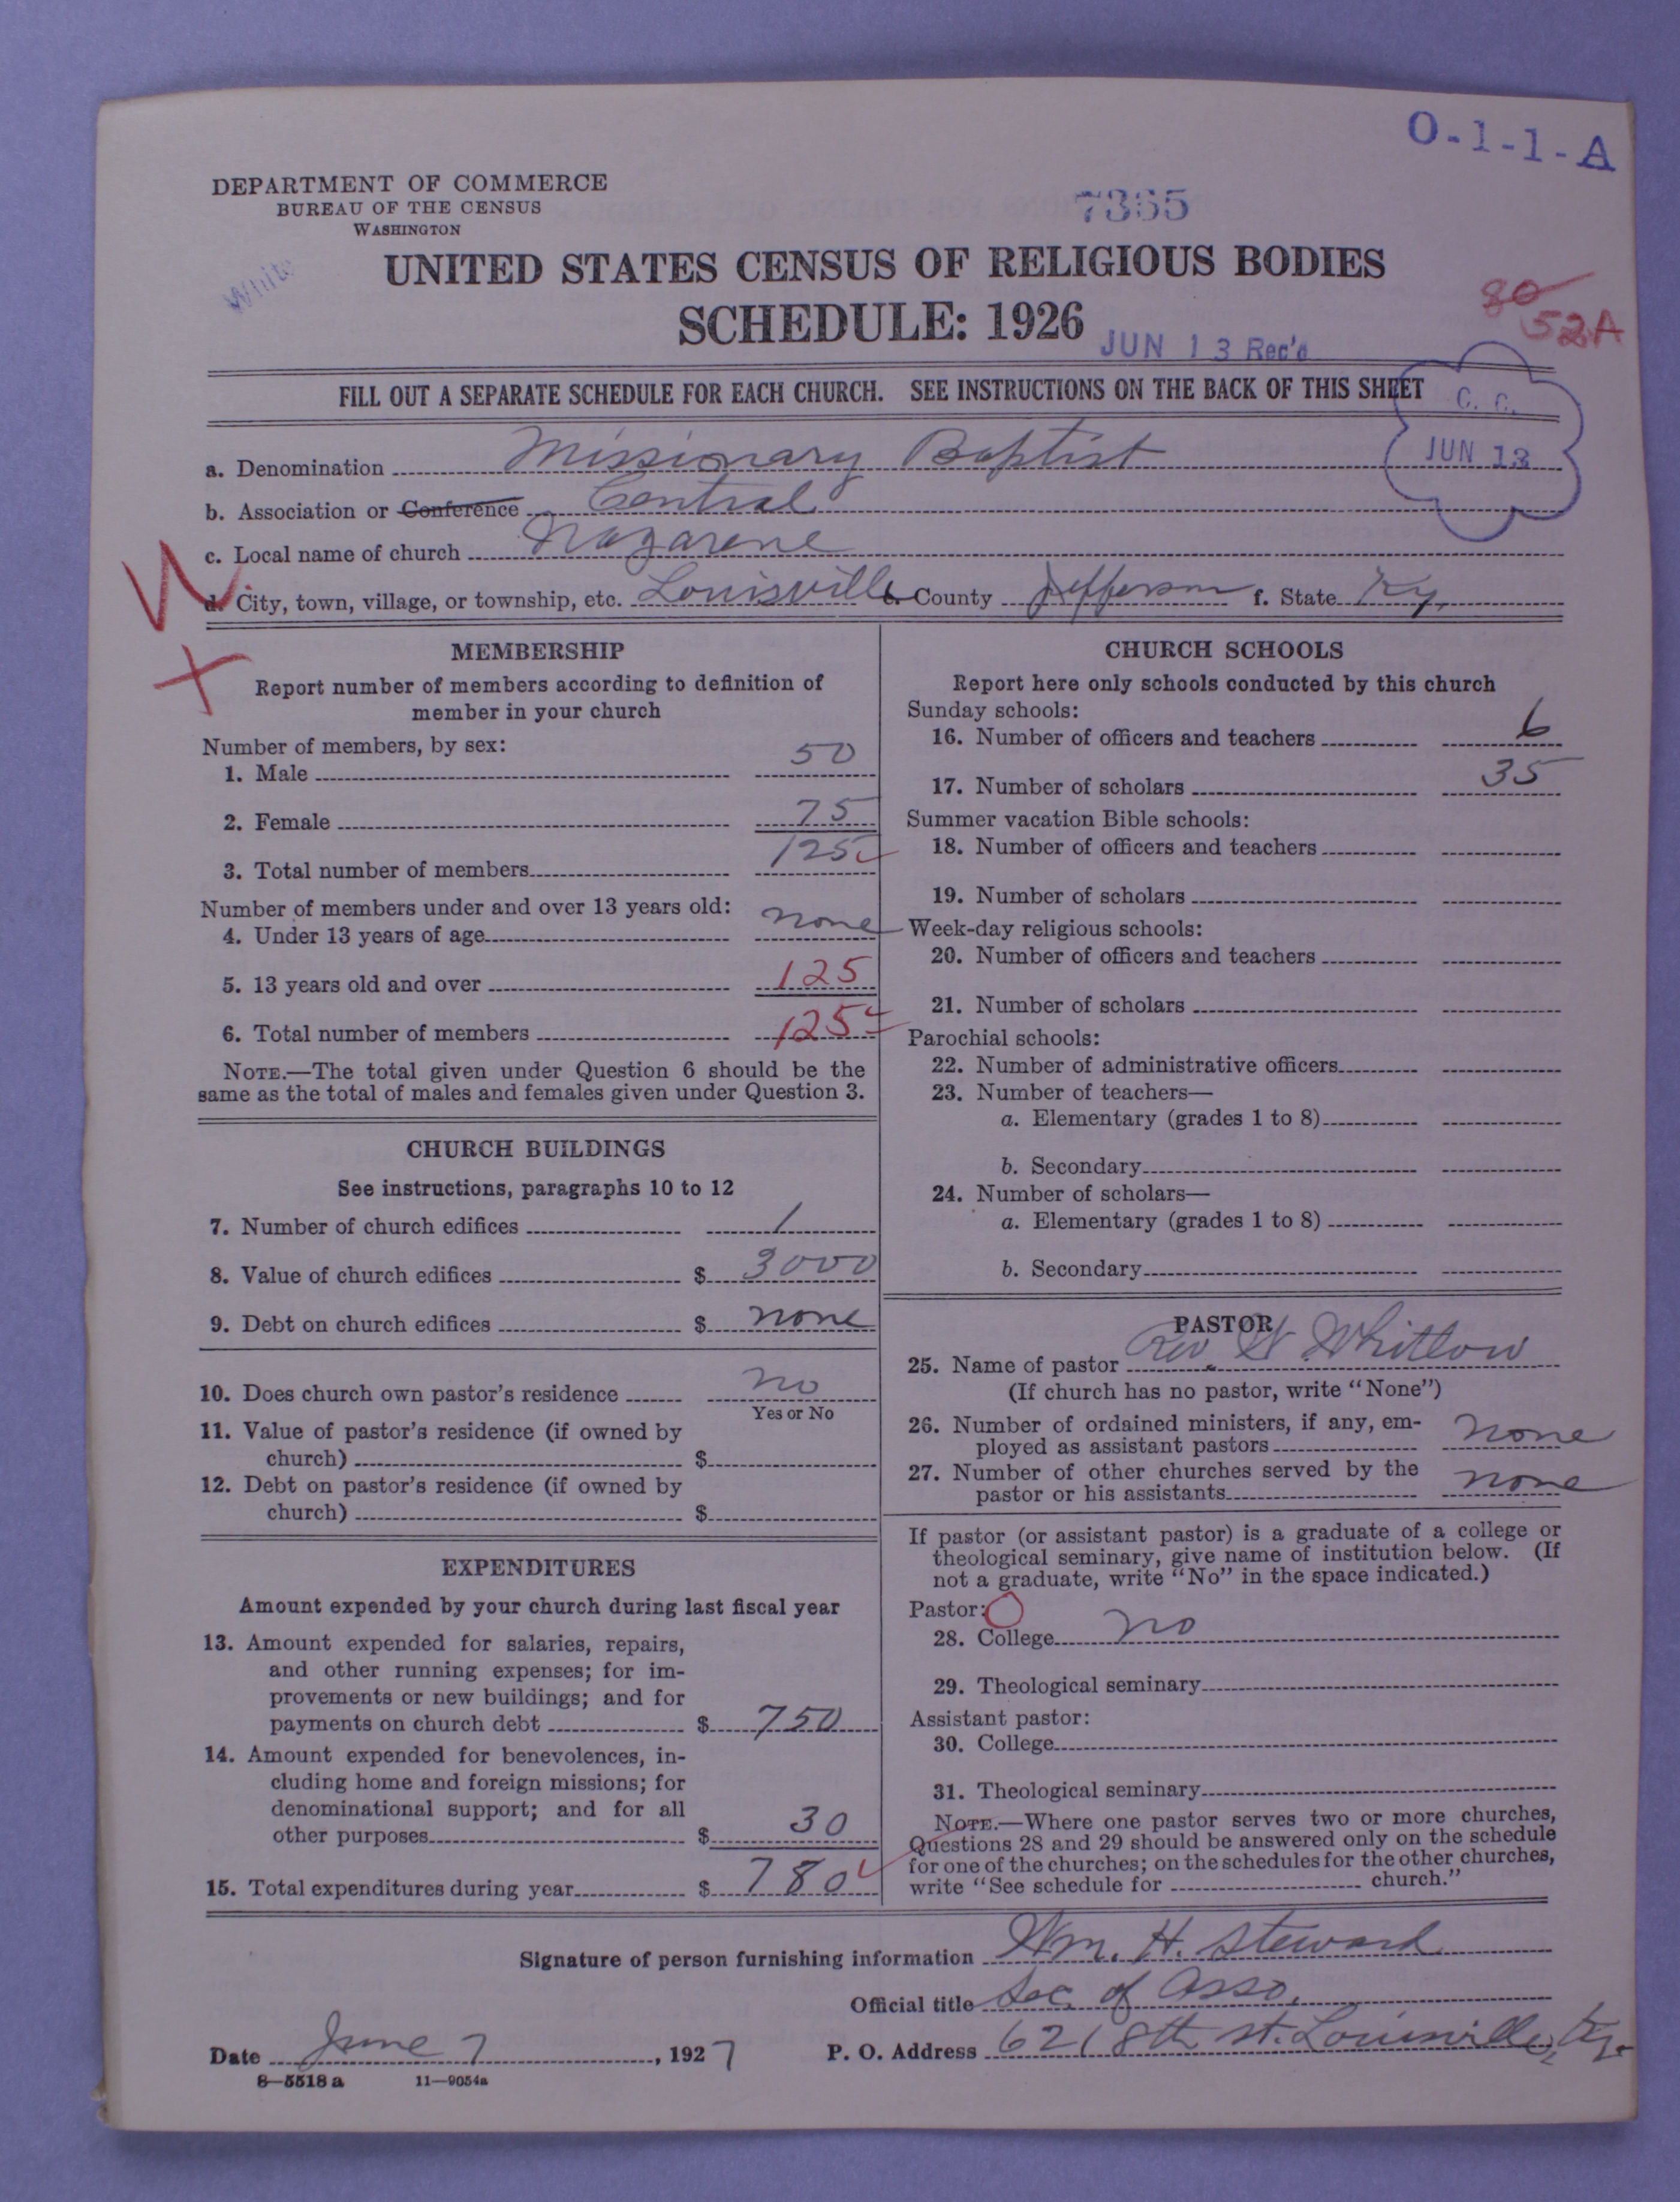 O-1-1-A
DEPARTMENT OF COMMERCE
BUREAU OF THE CENSUS
WASHINGTON
7365
White
UNITED STATES CENSUS OF RELIGIOUS BODIES
SCHEDULE: 1926
80
52A
JUN 13 Rec'd
FILL OUT A SEPARATE SCHEDULE FOR EACH CHURCH. SEE INSTRUCTIONS ON THE BACK OF THIS SHEET
C. C.
JUN 13
a. Denomination Missionary Baptist
b. Association or Conference Central
c. Local name of church Nazarene
d. City, town, village, or township, etc. Louisville e. County Jefferson f. State Ky.
MEMBERSHIP
Report number of members according to definition of
member in your church
Number of members, by sex:
1. Male 50
2. Female 75
3. Total number of members 125
Number of members under and over 13 years old:
4. Under 13 years of age none
5. 13 years old and over 125
6. Total number of members 125
NOTE.—The total given under Question 6 should be the
same as the total of males and females given under Question 3.
CHURCH BUILDINGS
See instructions, paragraphs 10 to 12
7. Number of church edifices 1
8. Value of church edifices $ 3000
9. Debt on church edifices $ none
10. Does church own pastor's residence no
Yes or No
11. Value of pastor's residence (if owned by
church) $
12. Debt on pastor's residence (if owned by
church) $
EXPENDITURES
Amount expended by your church during last fiscal year
13. Amount expended for salaries, repairs,
and other running expenses; for im-
provements or new buildings; and for
payments on church debt $ 750
14. Amount expended for benevolences, in-
cluding home and foreign missions; for
denominational support; and for all
other purposes $ 30
15. Total expenditures during year $ 780
CHURCH SCHOOLS
Report here only schools conducted by this church
Sunday schools:
16. Number of officers and teachers 6
17. Number of scholars 35
Summer vacation Bible schools:
18. Number of officers and teachers
19. Number of scholars
Week-day religious schools:
20. Number of officers and teachers
21. Number of scholars
Parochial schools:
22. Number of administrative officers
23. Number of teachers—
a. Elementary (grades 1 to 8)
b. Secondary
24. Number of scholars—
a. Elementary (grades 1 to 8)
b. Secondary
PASTOR
25. Name of pastor Rev. W. Whitlow
(If church has no pastor, write "None")
26. Number of ordained ministers, if any, em-
ployed as assistant pastors none
27. Number of other churches served by the
pastor or his assistants none
If pastor (or assistant pastor) is a graduate of a college or
theological seminary, give name of institution below. (If
not a graduate, write "No" in the space indicated.)
Pastor:
28. College no
29. Theological seminary
Assistant pastor:
30. College
31. Theological seminary
NOTE.—Where one pastor serves two or more churches,
Questions 28 and 29 should be answered only on the schedule
for one of the churches; on the schedules for the other churches,
write "See schedule for church."
Signature of person furnishing information Wm. H. Steward
Official title Sec. of Asso.
Date June 7, 1927 P. O. Address 621 8th st. Louisville, Ky.
8—5518 a 11—9054a